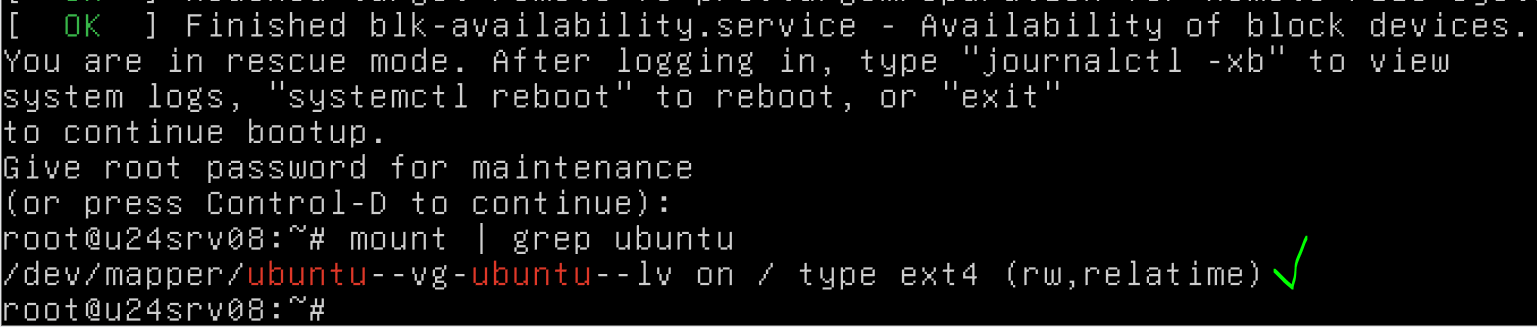 [  OK  ] Finished blk-availability.service - Availability of block devices.
You are in rescue mode. After logging in, type "journalctl -xb" to view
system logs, "systemctl reboot" to reboot, or "exit"
to continue bootup.
Give root password for maintenance
(or press Control-D to continue):
root@u24srv08:~# mount | grep ubuntu
/dev/mapper/ubuntu--vg-ubuntu--lv on / type ext4 (rw,relatime)
root@u24srv08:~#